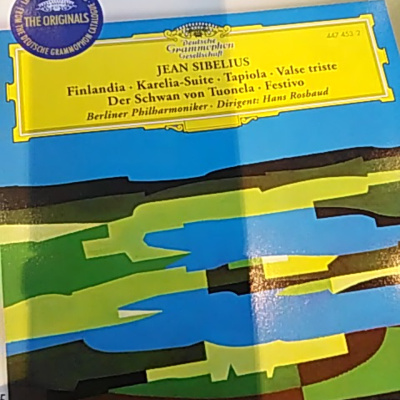 THE ORIGINALS
Deutsche
Grammophon
Gesellschaft
447 453-2
JEAN SIBELIUS
Finlandia · Karelia-Suite · Tapiola · Valse triste
Der Schwan von Tuonela · Festivo
Berliner Philharmoniker · Dirigent: Hans Rosbaud